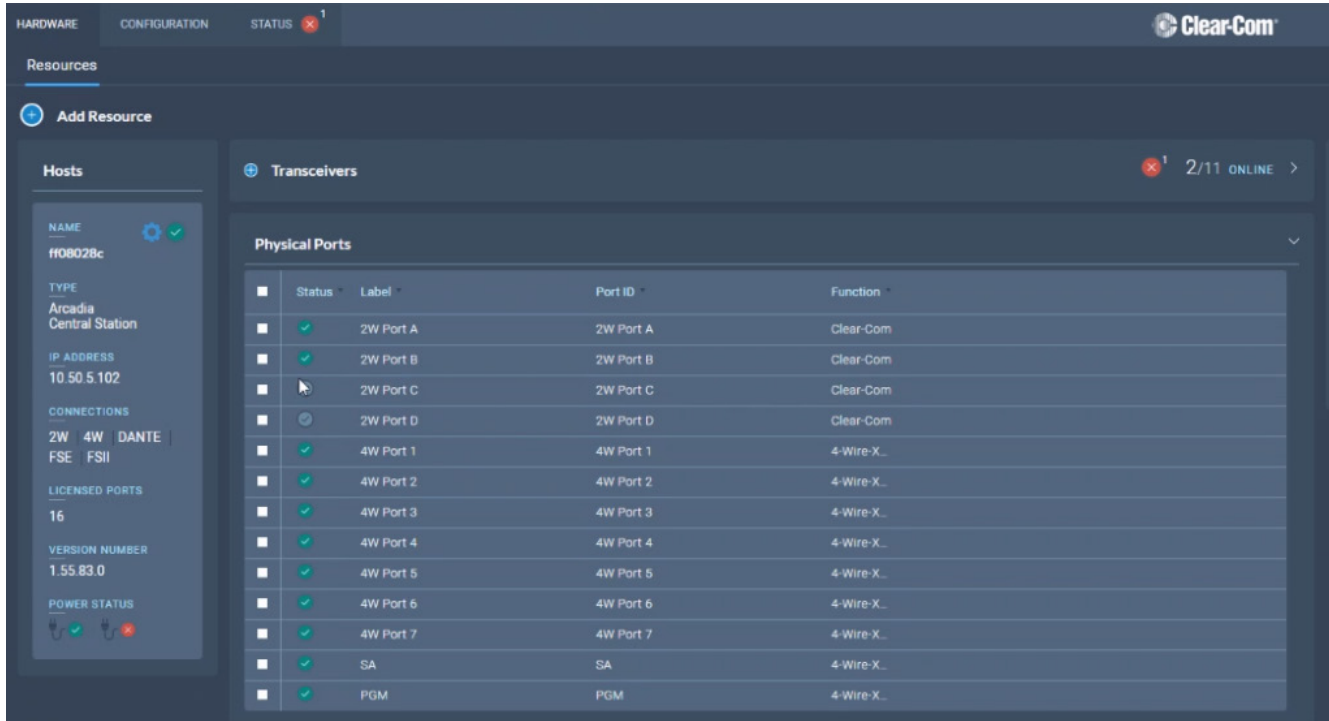 HARDWARE CONFIGURATION STATUS 1 Clear-Com
Resources
Add Resource
Hosts
NAME
ff08028c
TYPE
Arcadia
Central Station
IP ADDRESS
10.50.5.102
CONNECTIONS
2W 4W DANTE
FSE FSII
LICENSED PORTS
16
VERSION NUMBER
1.55.83.0
POWER STATUS
Transceivers 1 2/11 ONLINE
Physical Ports
Status Label Port ID Function
2W Port A 2W Port A Clear-Com
2W Port B 2W Port B Clear-Com
2W Port C 2W Port C Clear-Com
2W Port D 2W Port D Clear-Com
4W Port 1 4W Port 1 4-Wire-X...
4W Port 2 4W Port 2 4-Wire-X...
4W Port 3 4W Port 3 4-Wire-X...
4W Port 4 4W Port 4 4-Wire-X...
4W Port 5 4W Port 5 4-Wire-X...
4W Port 6 4W Port 6 4-Wire-X...
4W Port 7 4W Port 7 4-Wire-X...
SA SA 4-Wire-X...
PGM PGM 4-Wire-X...